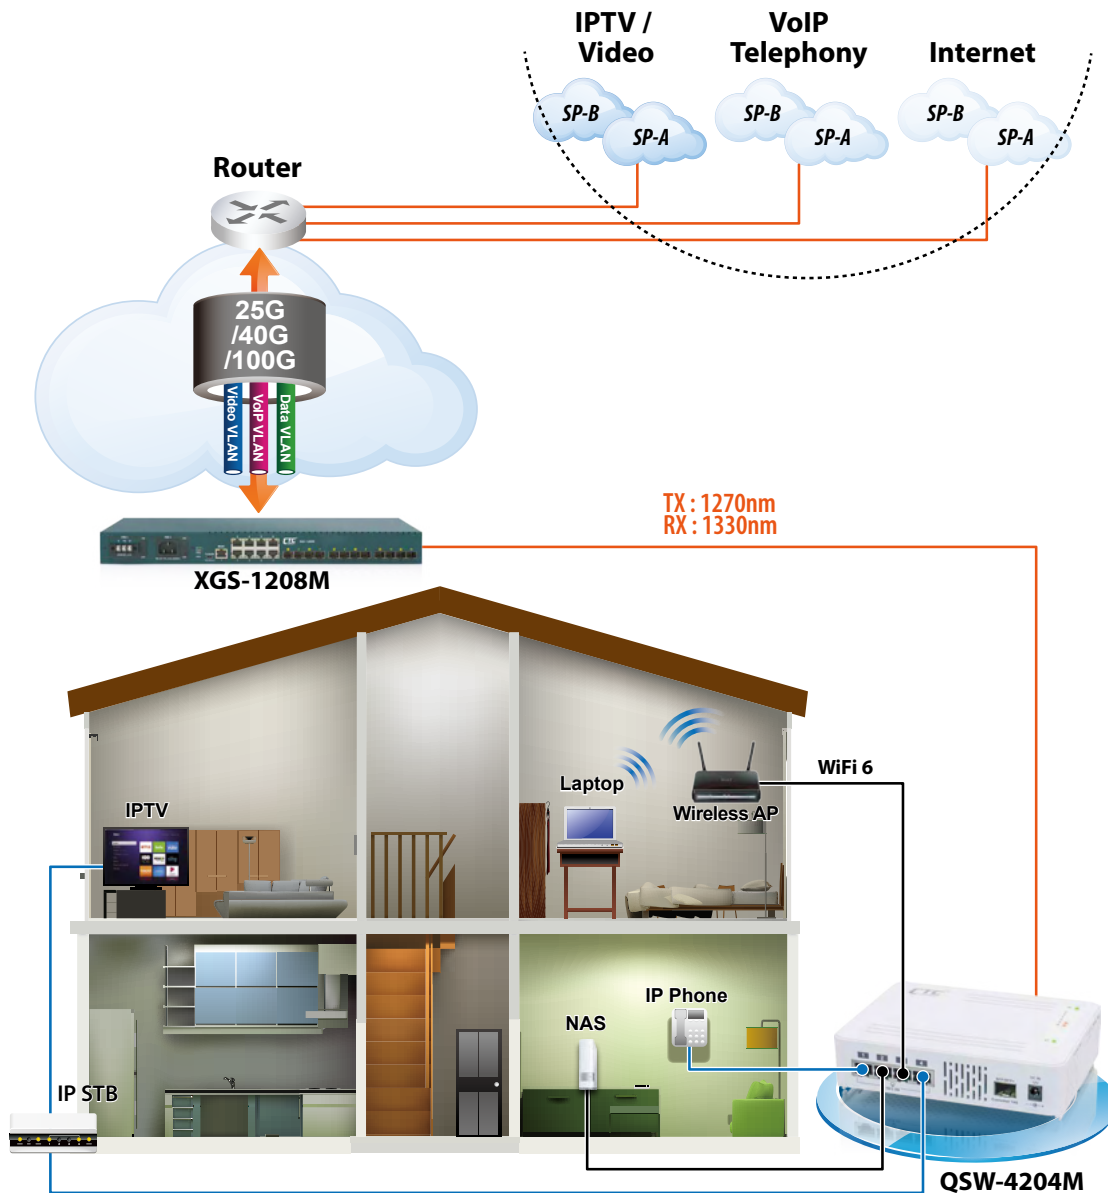 IPTV /
Video
VoIP
Telephony
Internet
SP-B
SP-A
SP-B
SP-A
SP-B
SP-A
Router
25G
/40G
/100G
Video VLAN
VoIP VLAN
Data VLAN
TX : 1270nm
RX : 1330nm
CTC
XGS-1208M
WiFi 6
Laptop
Wireless AP
IPTV
IP Phone
NAS
CTC
IP STB
QSW-4204M